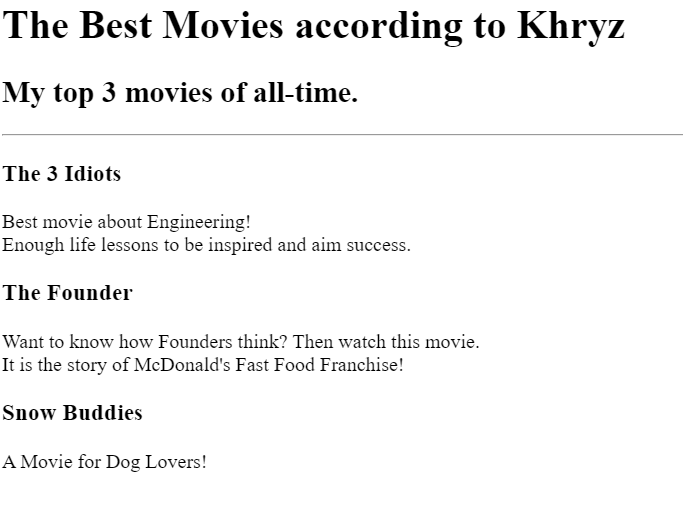 The Best Movies according to Khryz
My top 3 movies of all-time.
The 3 Idiots
Best movie about Engineering!
Enough life lessons to be inspired and aim success.
The Founder
Want to know how Founders think? Then watch this movie.
It is the story of McDonald's Fast Food Franchise!
Snow Buddies
A Movie for Dog Lovers!